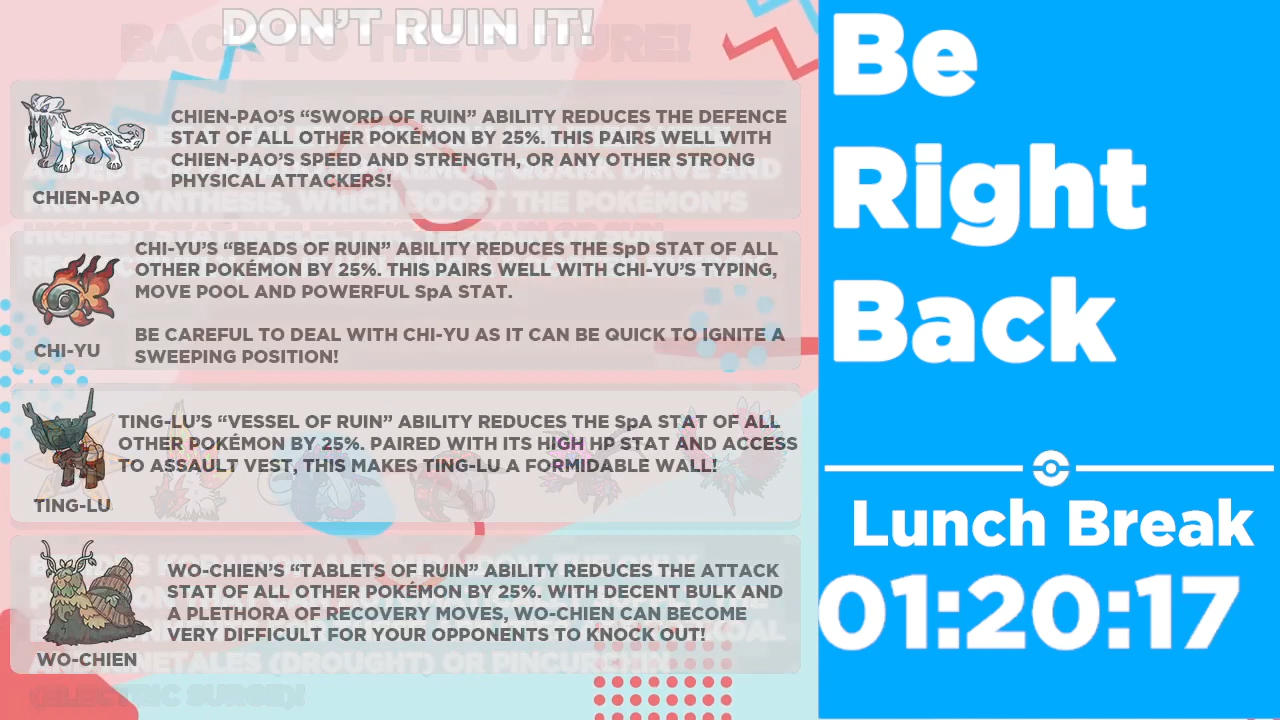 DON'T RUIN IT!
BACK TO THE FUTURE!
CHIEN-PAO'S “SWORD OF RUIN” ABILITY REDUCES THE DEFENCE
STAT OF ALL OTHER POKÉMON BY 25%. THIS PAIRS WELL WITH
CHIEN-PAO'S SPEED AND STRENGTH, OR ANY OTHER STRONG
PHYSICAL ATTACKERS!
CHIEN-PAO
CHI-YU'S “BEADS OF RUIN” ABILITY REDUCES THE SpD STAT OF ALL
OTHER POKÉMON BY 25%. THIS PAIRS WELL WITH CHI-YU'S TYPING,
MOVE POOL AND POWERFUL SpA STAT.
BE CAREFUL TO DEAL WITH CHI-YU AS IT CAN BE QUICK TO IGNITE A
SWEEPING POSITION!
CHI-YU
TING-LU'S “VESSEL OF RUIN” ABILITY REDUCES THE SpA STAT OF ALL
OTHER POKÉMON BY 25%. PAIRED WITH ITS HIGH HP STAT AND ACCESS
TO ASSAULT VEST, THIS MAKES TING-LU A FORMIDABLE WALL!
TING-LU
WO-CHIEN'S “TABLETS OF RUIN” ABILITY REDUCES THE ATTACK
STAT OF ALL OTHER POKÉMON BY 25%. WITH DECENT BULK AND
A PLETHORA OF RECOVERY MOVES, WO-CHIEN CAN BECOME
VERY DIFFICULT FOR YOUR OPPONENTS TO KNOCK OUT!
WO-CHIEN
(ELECTRIC SURGE)!
Be
Right
Back
Lunch Break
01:20:17